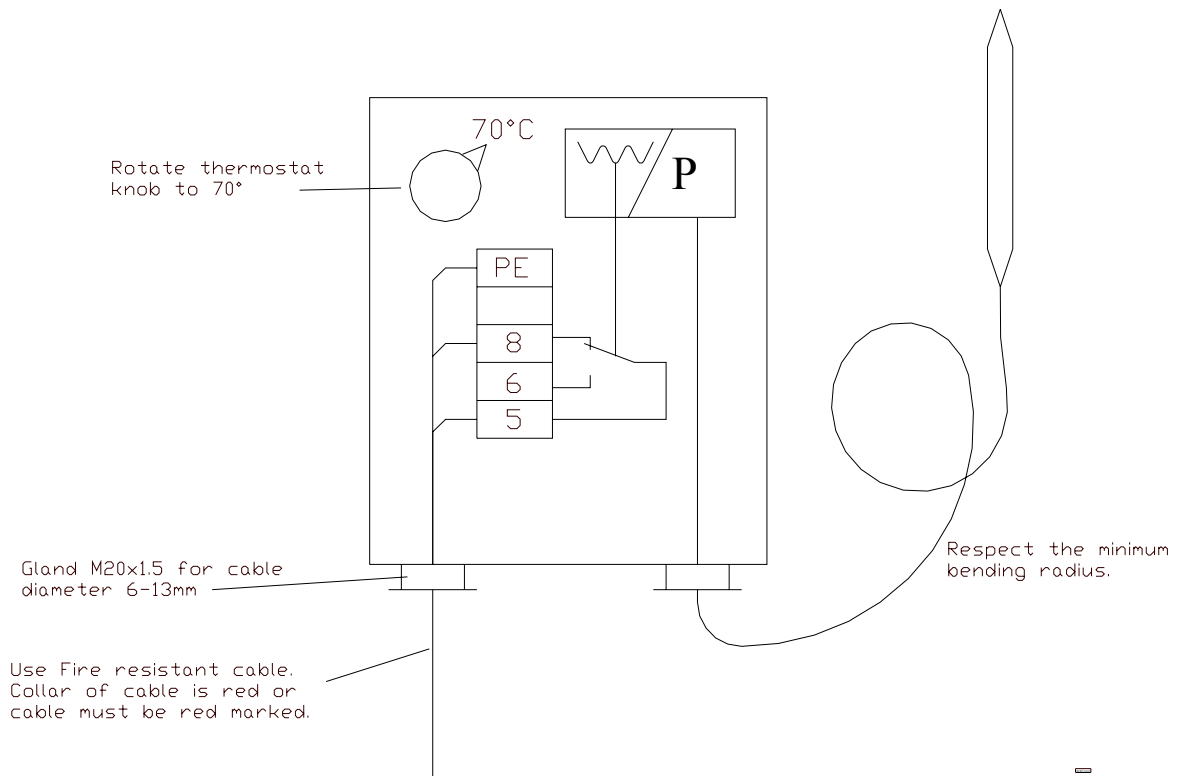 70°C
Rotate thermostat
knob to 70°
P
PE
8
6
5
Respect the minimum
bending radius.
Gland M20x1.5 for cable
diameter 6-13mm
Use Fire resistant cable.
Collar of cable is red or
cable must be red marked.